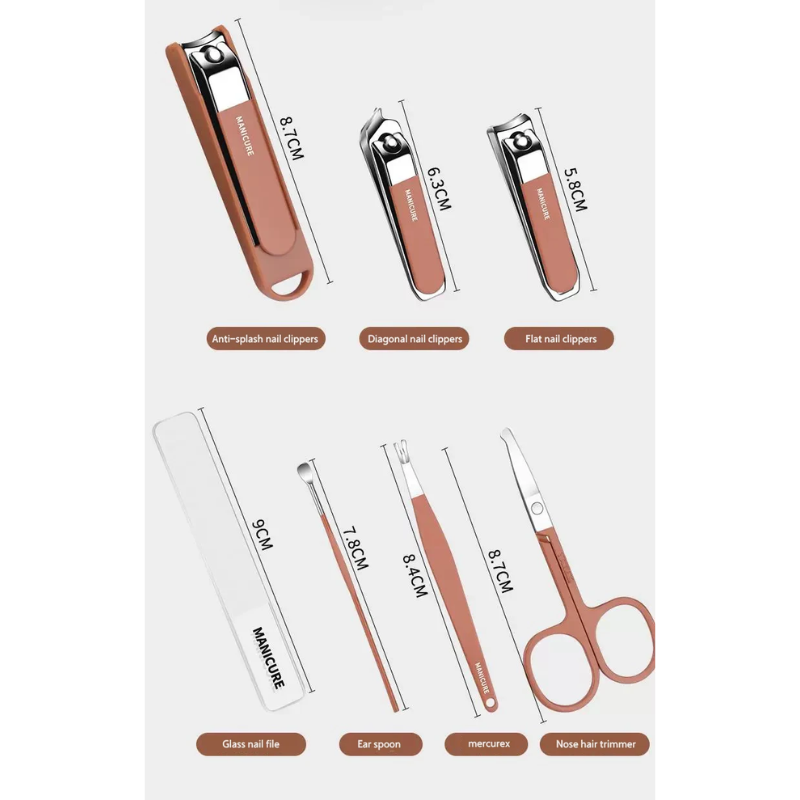 MANICURE
8.7CM
MANICURE
6.3CM
MANICURE
5.8CM
Anti-splash nail clippers
Diagonal nail clippers
Flat nail clippers
9CM
MANICURE
7.8CM
8.4CM
MANICURE
8.7CM
Glass nail file
Ear spoon
mercurex
Nose hair trimmer